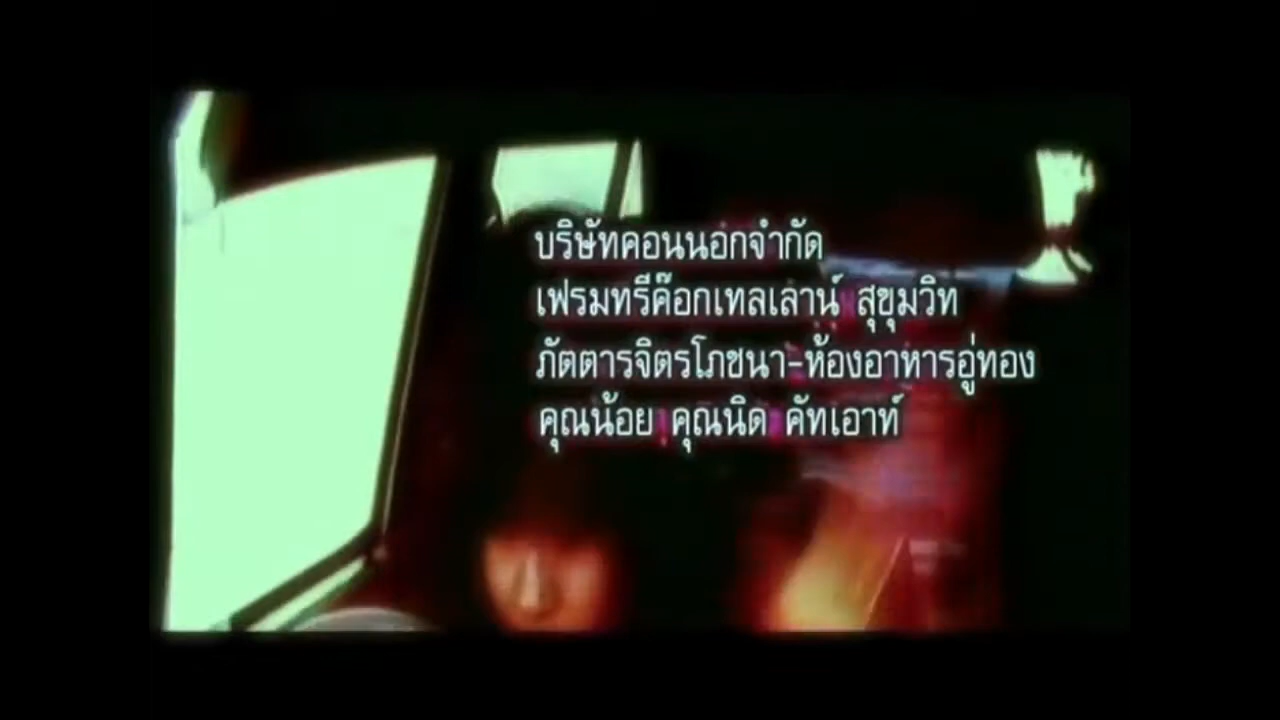 บริษัทคอนนอกจำกัด
เฟรมทรีค๊อกเทลเล่าน์ สุขุมวิท
ภัตตารจิตรโภชนา-ห้องอาหารอู่ทอง
คุณน้อย คุณนิด คัทเอาท์